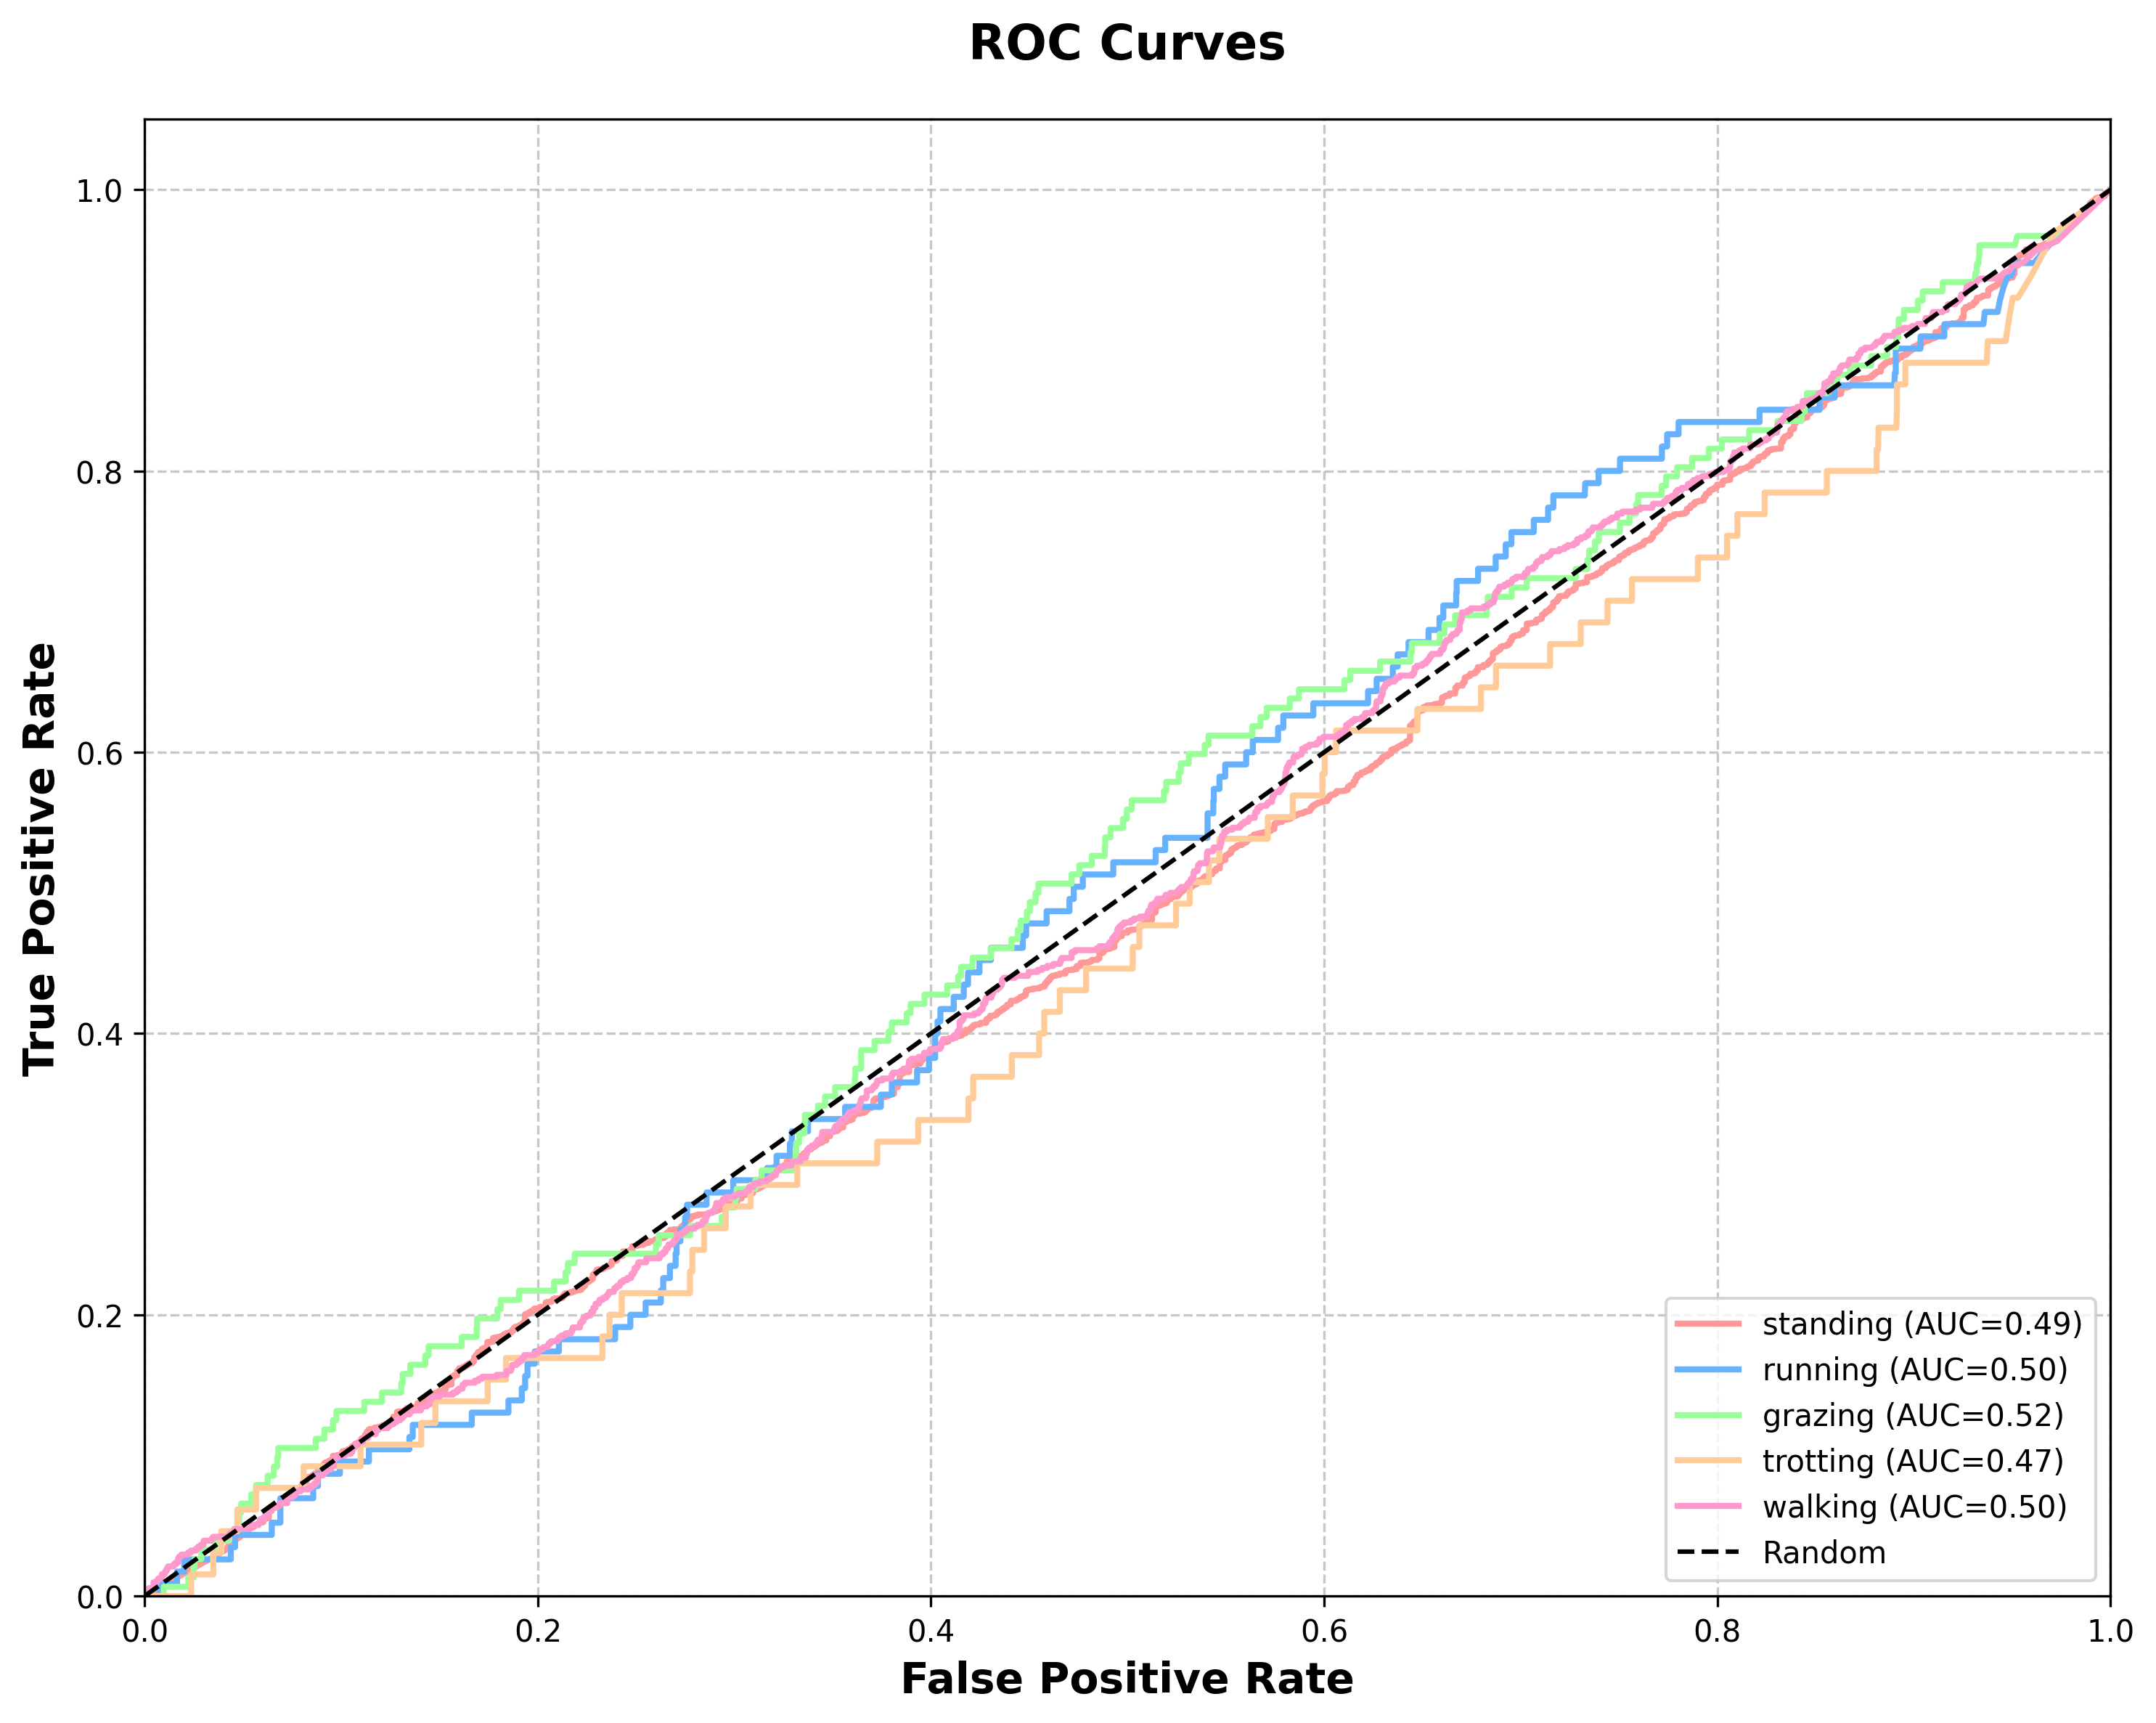 ROC Curves
True Positive Rate
1.0
0.8
0.6
0.4
0.2
0.0
0.0 0.2 0.4 0.6 0.8 1.0
False Positive Rate
standing (AUC=0.49)
running (AUC=0.50)
grazing (AUC=0.52)
trotting (AUC=0.47)
walking (AUC=0.50)
Random